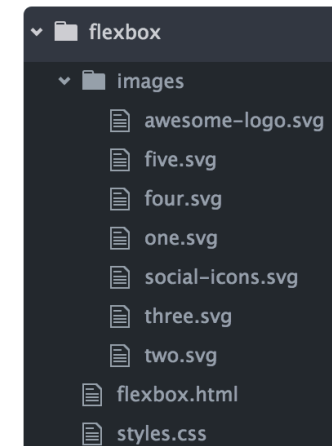 flexbox
images
awesome-logo.svg
five.svg
four.svg
one.svg
social-icons.svg
three.svg
two.svg
flexbox.html
styles.css